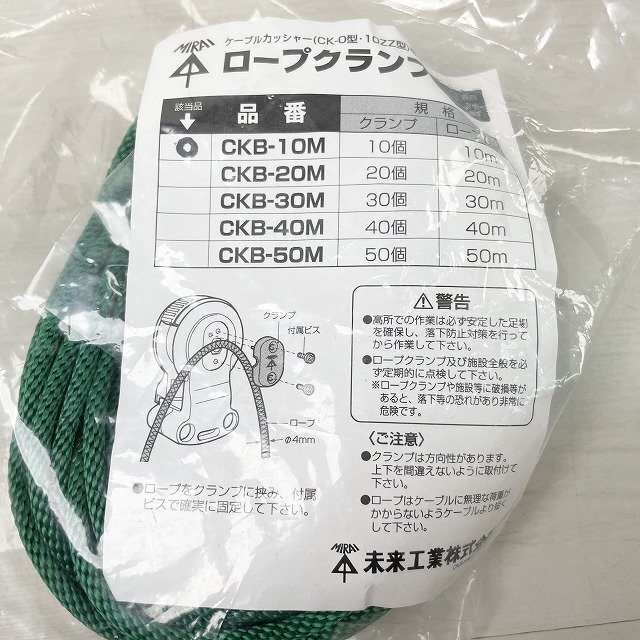 MIRAI
ケーブルカッシャー(CK-0型・10ZZ型)
ロープクランプ
該当品 品番 規格
クランプ ロープ
CKB-10M 10個 10m
CKB-20M 20個 20m
CKB-30M 30個 30m
CKB-40M 40個 40m
CKB-50M 50個 50m
クランプ
付属ビス
ロープ
φ4mm
●ロープをクランプに挟み、付属
ビスで確実に固定して下さい。
警告
●高所での作業は必ず安定した足場
を確保し、落下防止対策を行って
から作業して下さい。
●ロープクランプ及び施設全般を必
ず定期的に点検して下さい。
※ロープクランプや施設等に破損等が
あると、落下等の恐れがあり非常に
危険です。
〈ご注意〉
●クランプは方向性があります。
上下を間違えないように取付けて
下さい。
●ロープはケーブルに無理な荷重が
かからないようケーブルより短く
して下さい。
MIRAI 未来工業株式会社